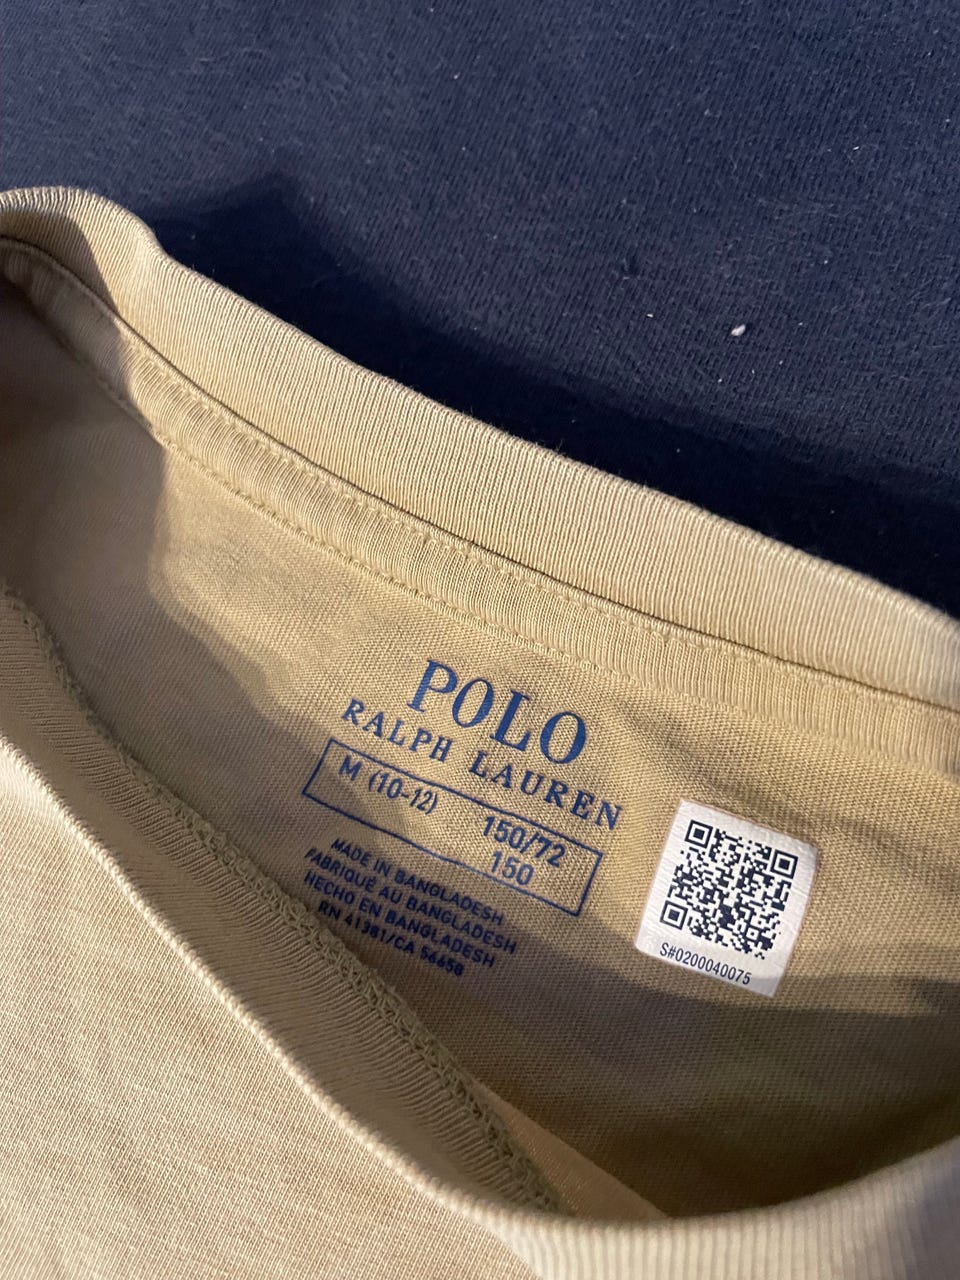 POLO
RALPH LAUREN
M (10-12) 150/72
150
MADE IN BANGLADESH
FABRIQUÉ AU BANGLADESH
HECHO EN BANGLADESH
RN 41381/CA 56658
S#0200040075